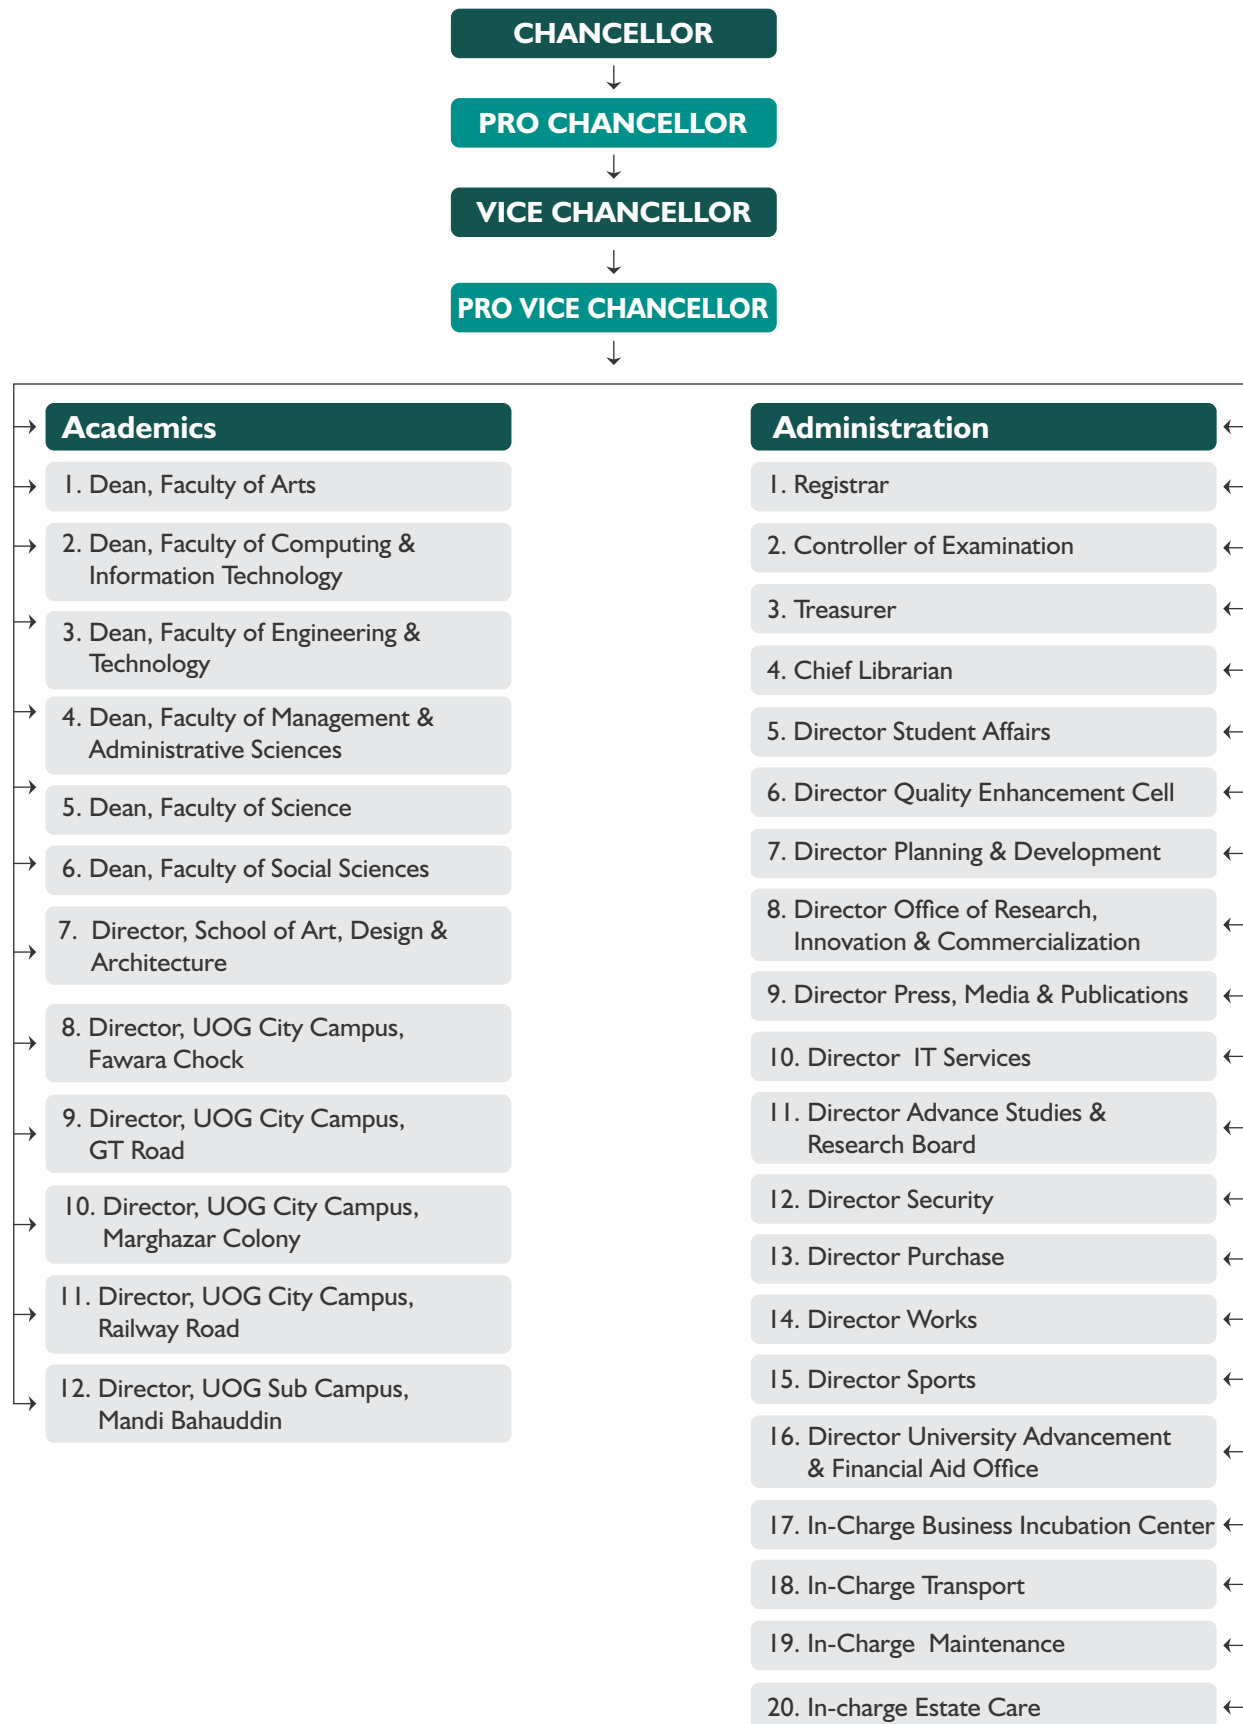 CHANCELLOR
PRO CHANCELLOR
VICE CHANCELLOR
PRO VICE CHANCELLOR
Academics
1. Dean, Faculty of Arts
2. Dean, Faculty of Computing &
Information Technology
3. Dean, Faculty of Engineering &
Technology
4. Dean, Faculty of Management &
Administrative Sciences
5. Dean, Faculty of Science
6. Dean, Faculty of Social Sciences
7. Director, School of Art, Design &
Architecture
8. Director, UOG City Campus,
Fawara Chock
9. Director, UOG City Campus,
GT Road
10. Director, UOG City Campus,
Marghazar Colony
11. Director, UOG City Campus,
Railway Road
12. Director, UOG Sub Campus,
Mandi Bahauddin
Administration
1. Registrar
2. Controller of Examination
3. Treasurer
4. Chief Librarian
5. Director Student Affairs
6. Director Quality Enhancement Cell
7. Director Planning & Development
8. Director Office of Research,
Innovation & Commercialization
9. Director Press, Media & Publications
10. Director IT Services
11. Director Advance Studies &
Research Board
12. Director Security
13. Director Purchase
14. Director Works
15. Director Sports
16. Director University Advancement
& Financial Aid Office
17. In-Charge Business Incubation Center
18. In-Charge Transport
19. In-Charge Maintenance
20. In-charge Estate Care